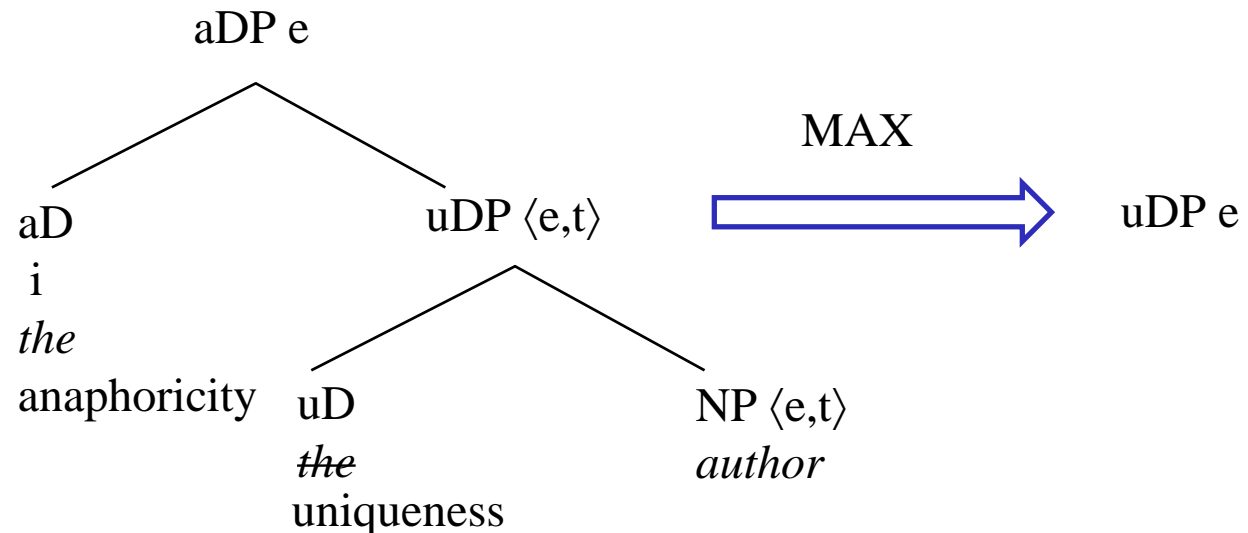 aDP e
MAX
aD
i
the
anaphoricity
uDP ⟨e,t⟩
uDP e
uD
the
uniqueness
NP ⟨e,t⟩
author